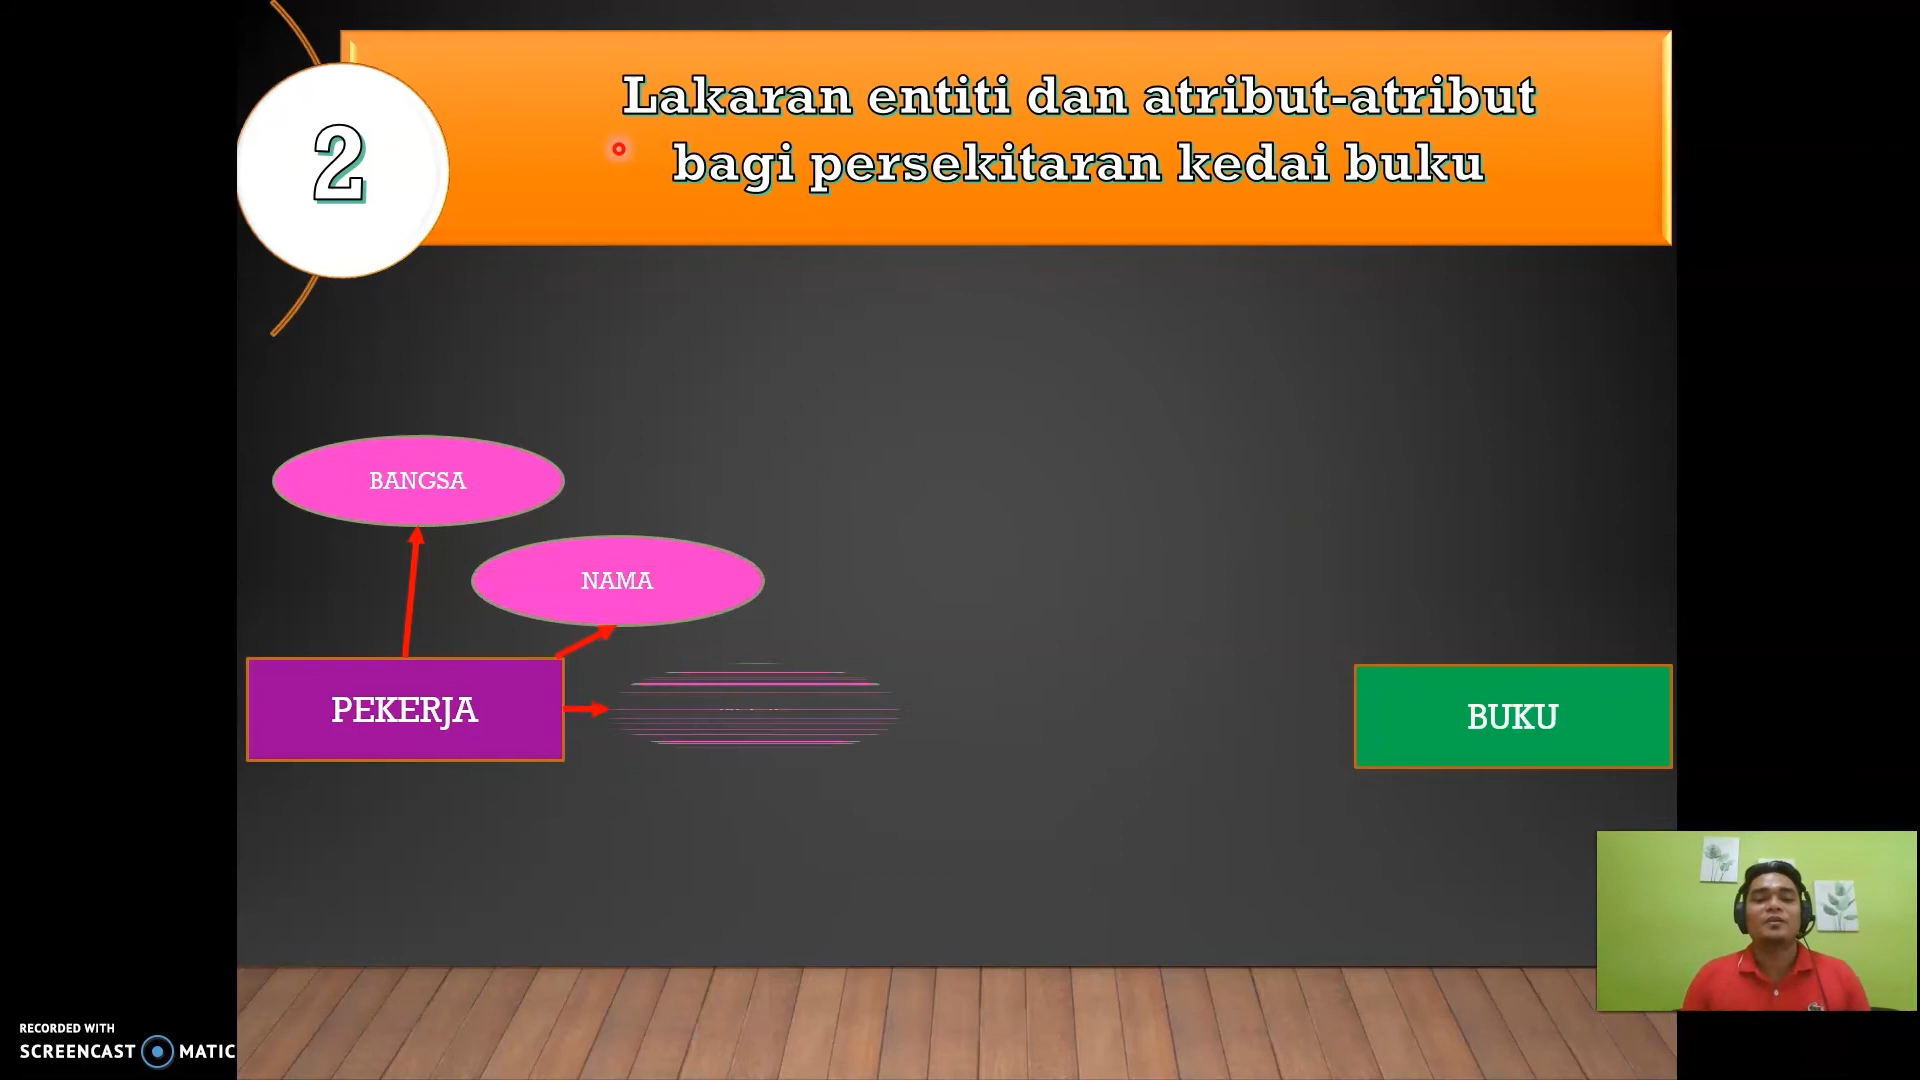 2
Lakaran entiti dan atribut-atribut
bagi persekitaran kedai buku
BANGSA
NAMA
PEKERJA
BUKU
RECORDED WITH
SCREENCAST MATIC